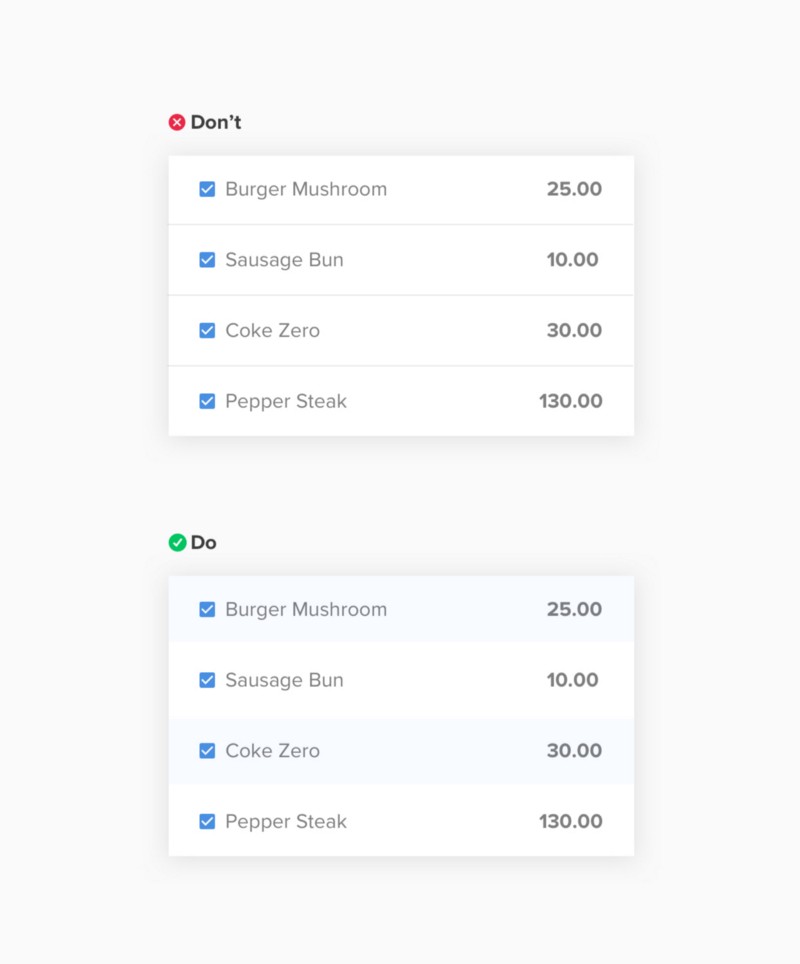 Don’t
Burger Mushroom 25.00
Sausage Bun 10.00
Coke Zero 30.00
Pepper Steak 130.00
Do
Burger Mushroom 25.00
Sausage Bun 10.00
Coke Zero 30.00
Pepper Steak 130.00